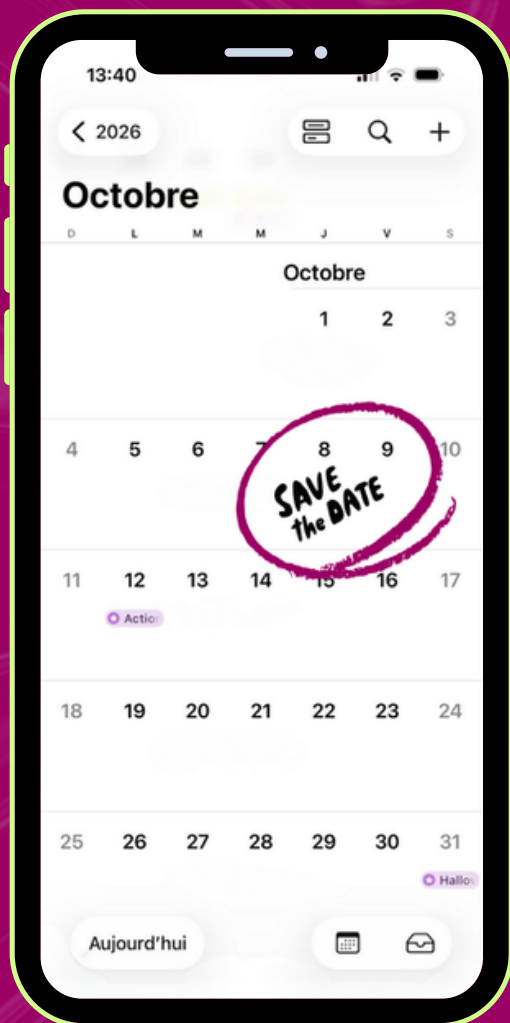 13:40
2026
Octobre
D L M M J V S
Octobre
1 2 3
4 5 6 7 8 9 10
SAVE
the DATE
11 12 13 14 15 16 17
Action
18 19 20 21 22 23 24
25 26 27 28 29 30 31
Hallo
Aujourd'hui